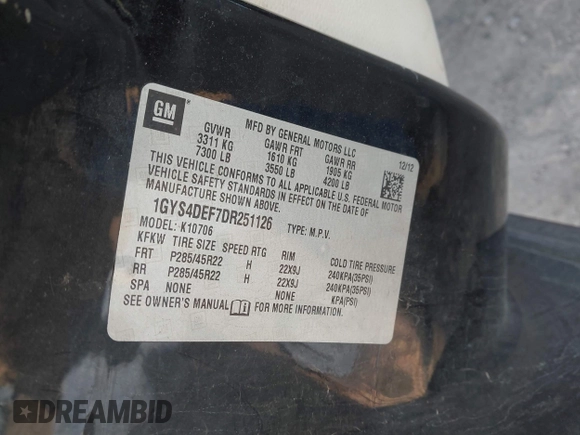 GM
MFD BY GENERAL MOTORS LLC
GVWR GAWR FRT GAWR RR 12/12
3311 KG 1610 KG 1905 KG
7300 LB 3550 LB 4200 LB
THIS VEHICLE CONFORMS TO ALL APPLICABLE U.S. FEDERAL MOTOR
VEHICLE SAFETY STANDARDS IN EFFECT ON THE DATE OF
MANUFACTURE SHOWN ABOVE.
1GYS4DEF7DR251126 TYPE: M.P.V.
MODEL: K10706
KFKW TIRE SIZE SPEED RTG RIM COLD TIRE PRESSURE
FRT P285/45R22 H 22X9J 240KPA(35PSI)
RR P285/45R22 H 22X9J 240KPA(35PSI)
SPA NONE NONE KPA(PSI)
SEE OWNER'S MANUAL FOR MORE INFORMATION.
DREAMBID